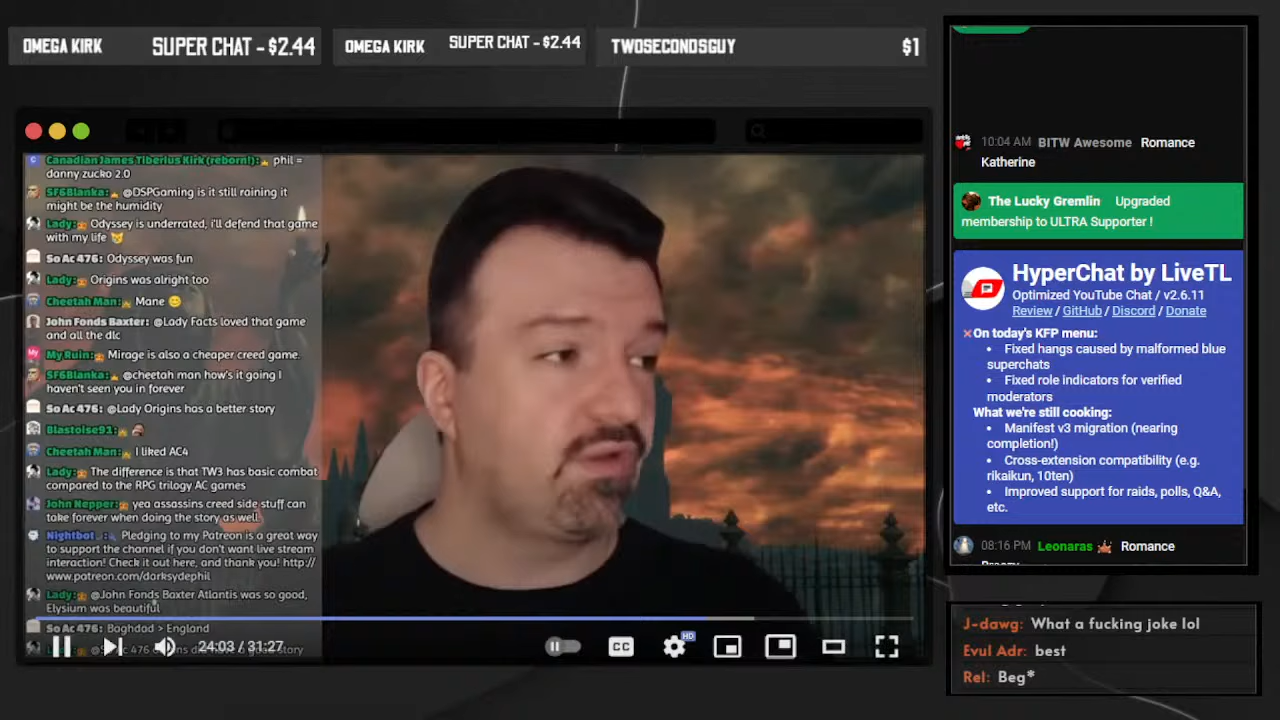 OMEGA KIRK SUPER CHAT - $2.44
OMEGA KIRK SUPER CHAT - $2.44
TWOSECONDSGUY $1
Canadian James Tiberius Kirk (reborn!): phil =
danny zucko 2.0
SF6Blanka: @DSPGaming is it still raining it
might be the humidity
Lady: Odyssey is underrated, i'll defend that game
with my life
So Ac 476: Odyssey was fun
Lady: Origins was alright too
Cheetah Man: Mane
John Fonds Baxter: @Lady Facts loved that game
and all the dlc
My Ruin: Mirage is also a cheaper creed game.
SF6Blanka: @cheetah man how's it going I
haven't seen you in forever
So Ac 476: @Lady Origins has a better story
Blastoise91:
Cheetah Man: I liked AC4
Lady: The difference is that TW3 has basic combat
compared to the RPG trilogy AC games
John Nepper: yea assassins creed side stuff can
take forever when doing the story as well
Nightbot: Pledging to my Patreon is a great way
to support the channel if you don't want live stream
interaction! Check it out here, and thank you! http://
www.patreon.com/darksydephil
Lady: @John Fonds Baxter Atlantis was so good,
Elysium was beautiful
So Ac 476: Baghdad > England
24:03 / 31:27
CC
HD
10:04 AM BITW Awesome Romance
Katherine
The Lucky Gremlin Upgraded
membership to ULTRA Supporter !
HyperChat by LiveTL
Optimized YouTube Chat / v2.6.11
Review / GitHub / Discord / Donate
On today's KFP menu:
• Fixed hangs caused by malformed blue
superchats
• Fixed role indicators for verified
moderators
What we're still cooking:
• Manifest v3 migration (nearing
completion!)
• Cross-extension compatibility (e.g.
rikaikun, 10ten)
• Improved support for raids, polls, Q&A,
etc.
08:16 PM Leonaras Romance
J-dawg: What a fucking joke lol
Evul Adr: best
Rel: Beg*